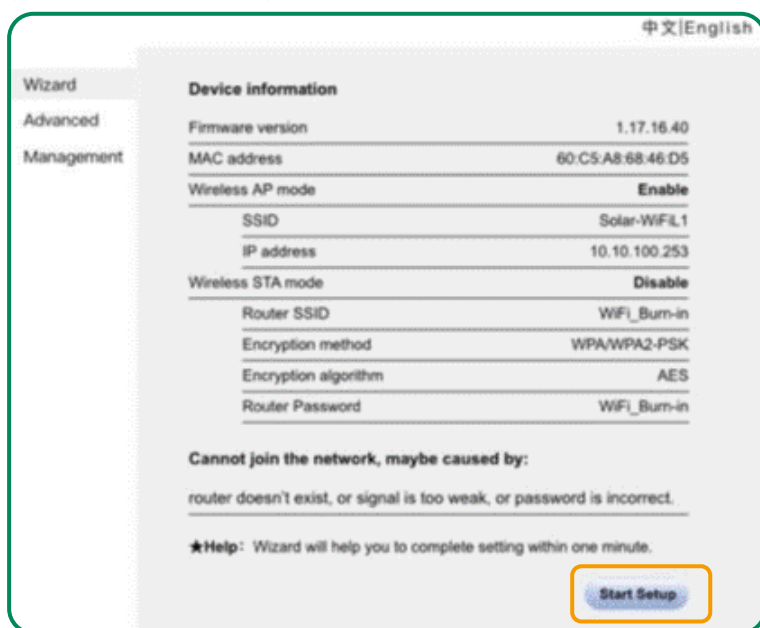 中文|English
Wizard
Advanced
Management
Device information
Firmware version 1.17.16.40
MAC address 60:C5:A8:68:46:D5
Wireless AP mode Enable
SSID Solar-WiFiL1
IP address 10.10.100.253
Wireless STA mode Disable
Router SSID WiFi_Burn-in
Encryption method WPA/WPA2-PSK
Encryption algorithm AES
Router Password WiFi_Burn-in
Cannot join the network, maybe caused by:
router doesn't exist, or signal is too weak, or password is incorrect.
★Help: Wizard will help you to complete setting within one minute.
Start Setup